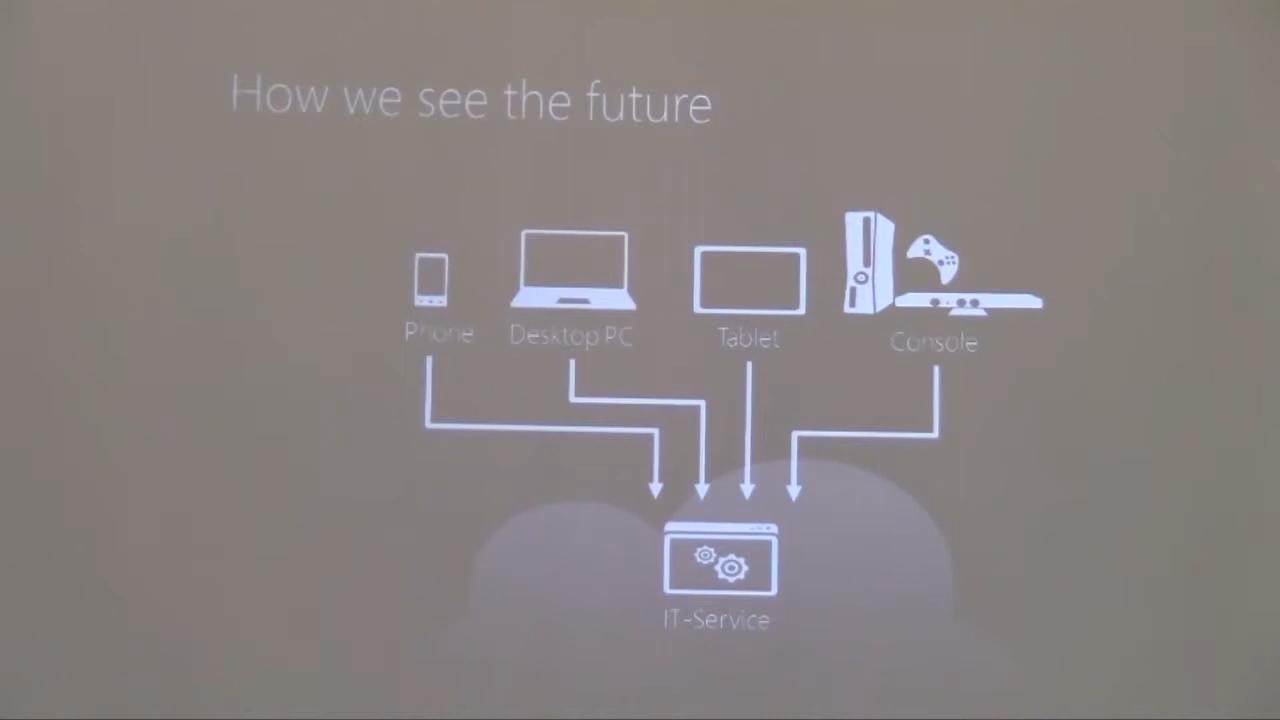 How we see the future
Phone
Desktop PC
Tablet
Console
IT-Service